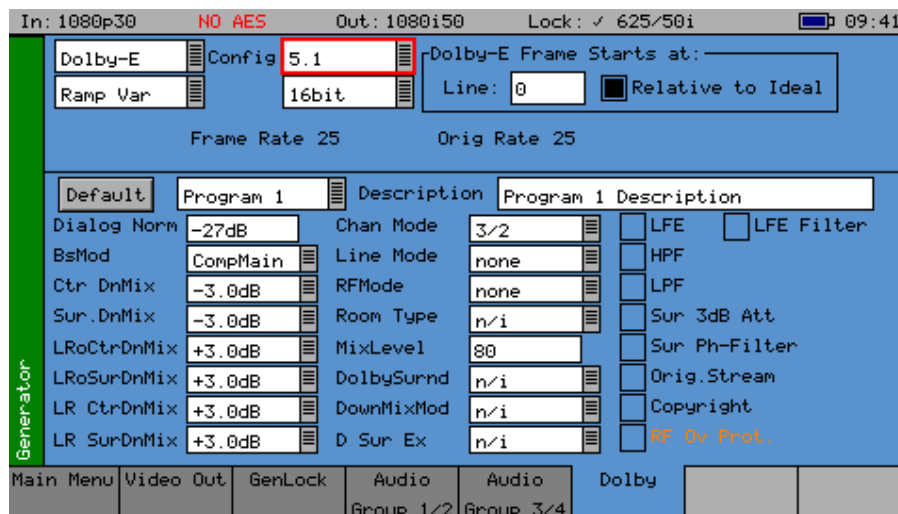 In: 1080p30 NO AES Out: 1080i50 Lock: ✓ 625/50i 09:41
Dolby-E Config 5.1 Dolby-E Frame Starts at:
Ramp Var 16bit Line: 0 Relative to Ideal
Frame Rate 25 Orig Rate 25
Default Program 1 Description Program 1 Description
Dialog Norm -27dB Chan Mode 3/2 LFE LFE Filter
BsMod CompMain Line Mode none HPF
Ctr DnMix -3.0dB RFMode none LPF
Sur.DnMix -3.0dB Room Type n/i Sur 3dB Att
LRoCtrDnMix +3.0dB MixLevel 80 Sur Ph-Filter
LRoSurDnMix +3.0dB DolbySurnd n/i Orig.Stream
LR CtrDnMix +3.0dB DownMixMod n/i Copyright
LR SurDnMix +3.0dB D Sur Ex n/i RF Ov Prot.
Generator
Main Menu Video Out GenLock Audio Audio Dolby
Group 1/2 Group 3/4